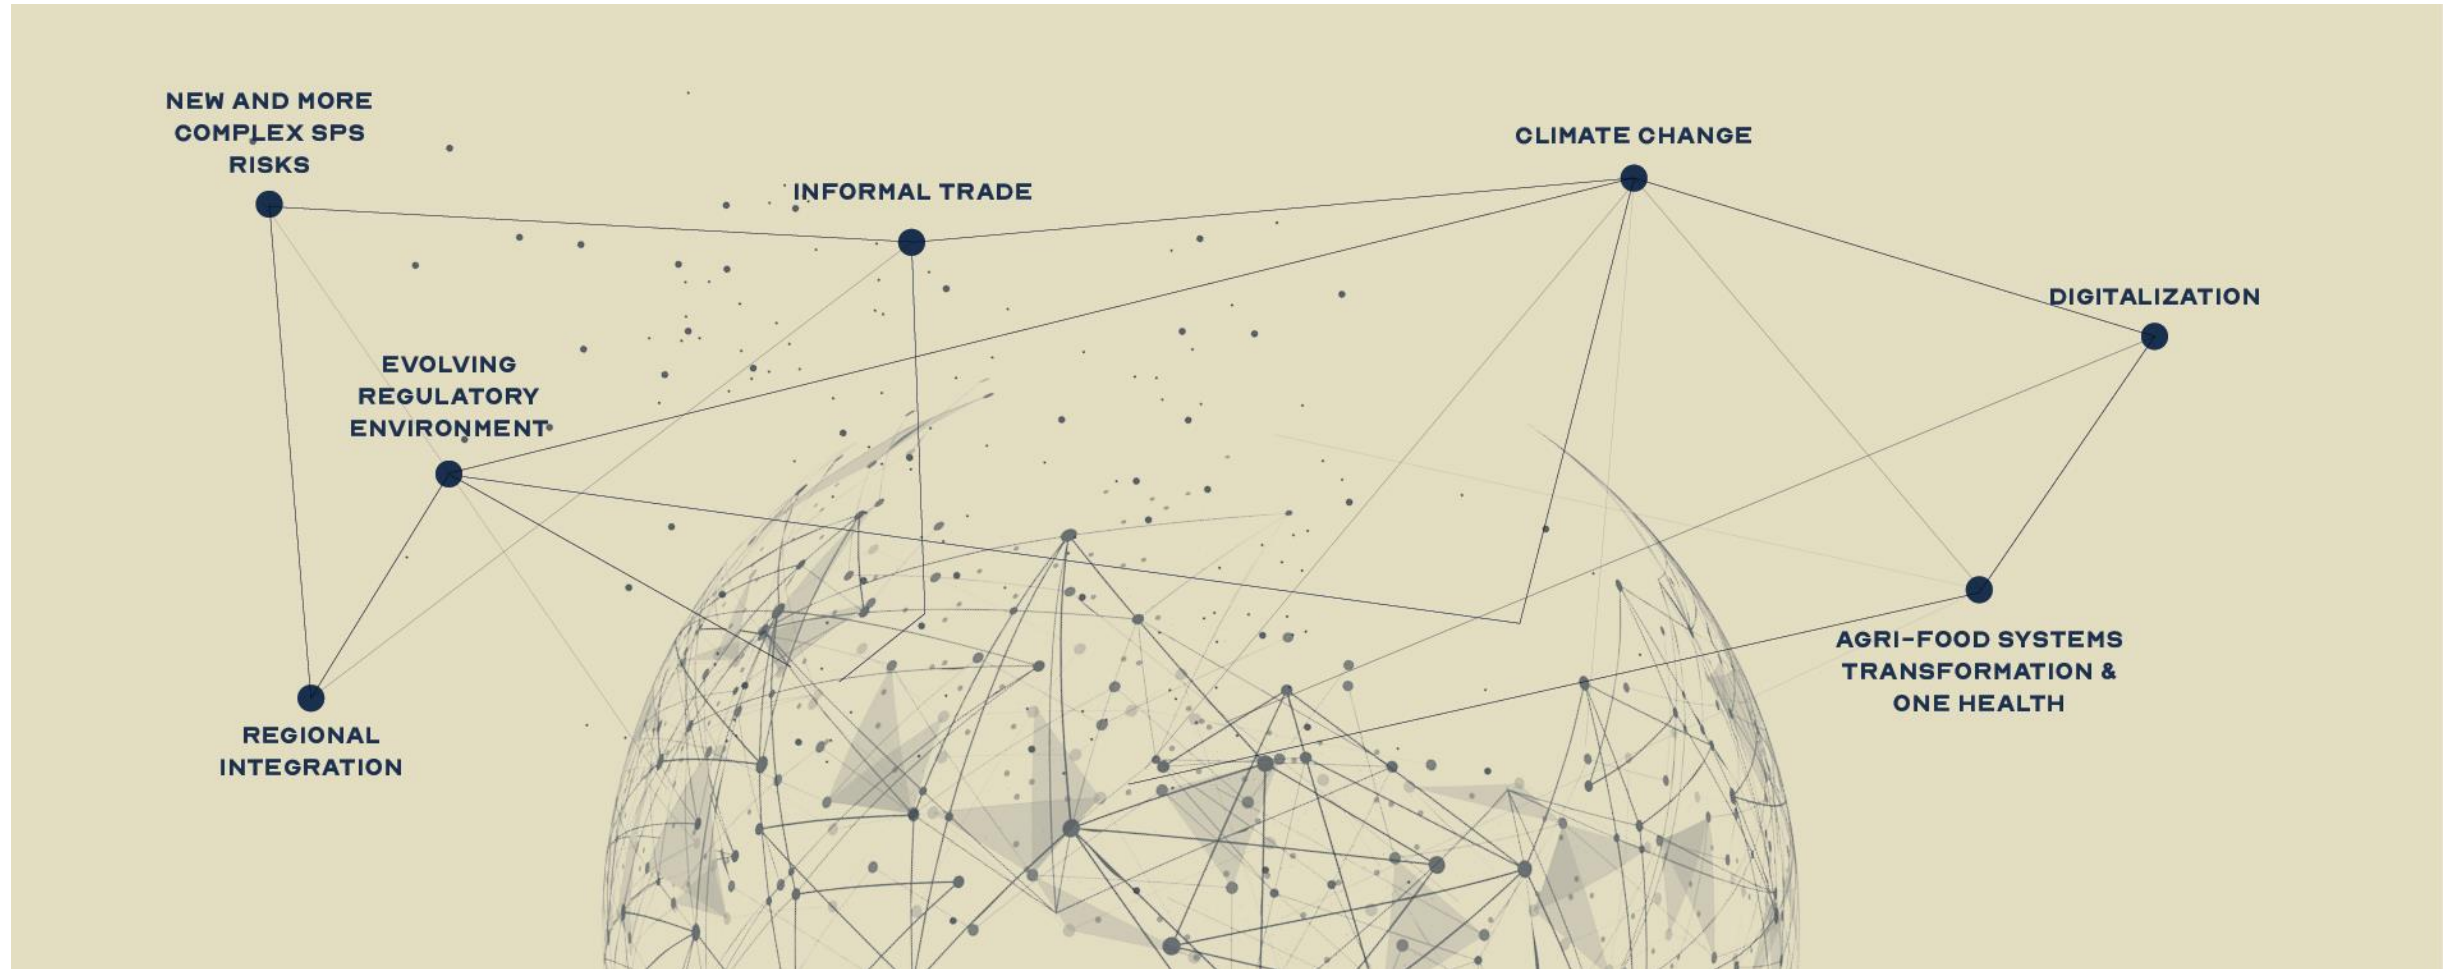 NEW AND MORE
COMPLEX SPS
RISKS
INFORMAL TRADE
CLIMATE CHANGE
DIGITALIZATION
EVOLVING
REGULATORY
ENVIRONMENT
AGRI-FOOD SYSTEMS
TRANSFORMATION &
ONE HEALTH
REGIONAL
INTEGRATION